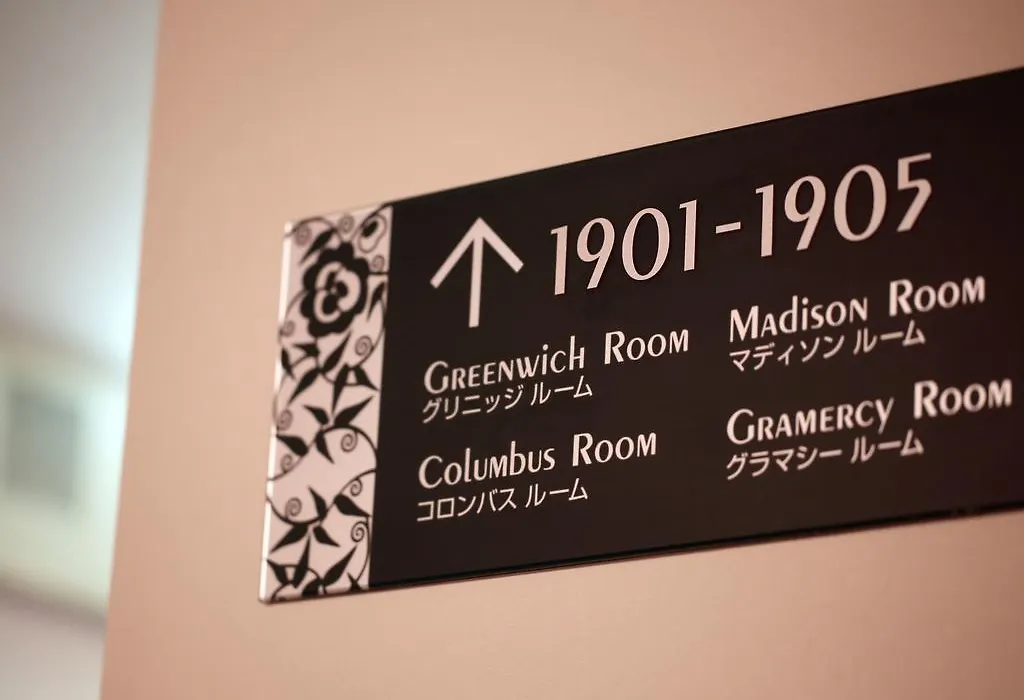 ↑ 1901-1905
Greenwich Room
グリニッジ ルーム
Madison Room
マディソン ルーム
Columbus Room
コロンバス ルーム
Gramercy Room
グラマシー ルーム